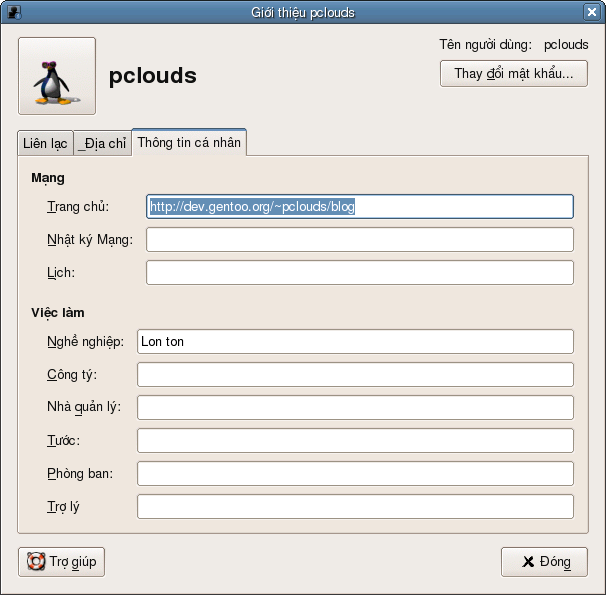 Giới thiệu pclouds
Tên người dùng: pclouds
pclouds
Thay đổi mật khẩu...
Liên lạc _Địa chỉ Thông tin cá nhân
Mạng
Trang chủ: http://dev.gentoo.org/~pclouds/blog
Nhật ký Mạng:
Lịch:
Việc làm
Nghề nghiệp: Lon ton
Công tý:
Nhà quản lý:
Tước:
Phòng ban:
Trợ lý
Trợ giúp Đóng